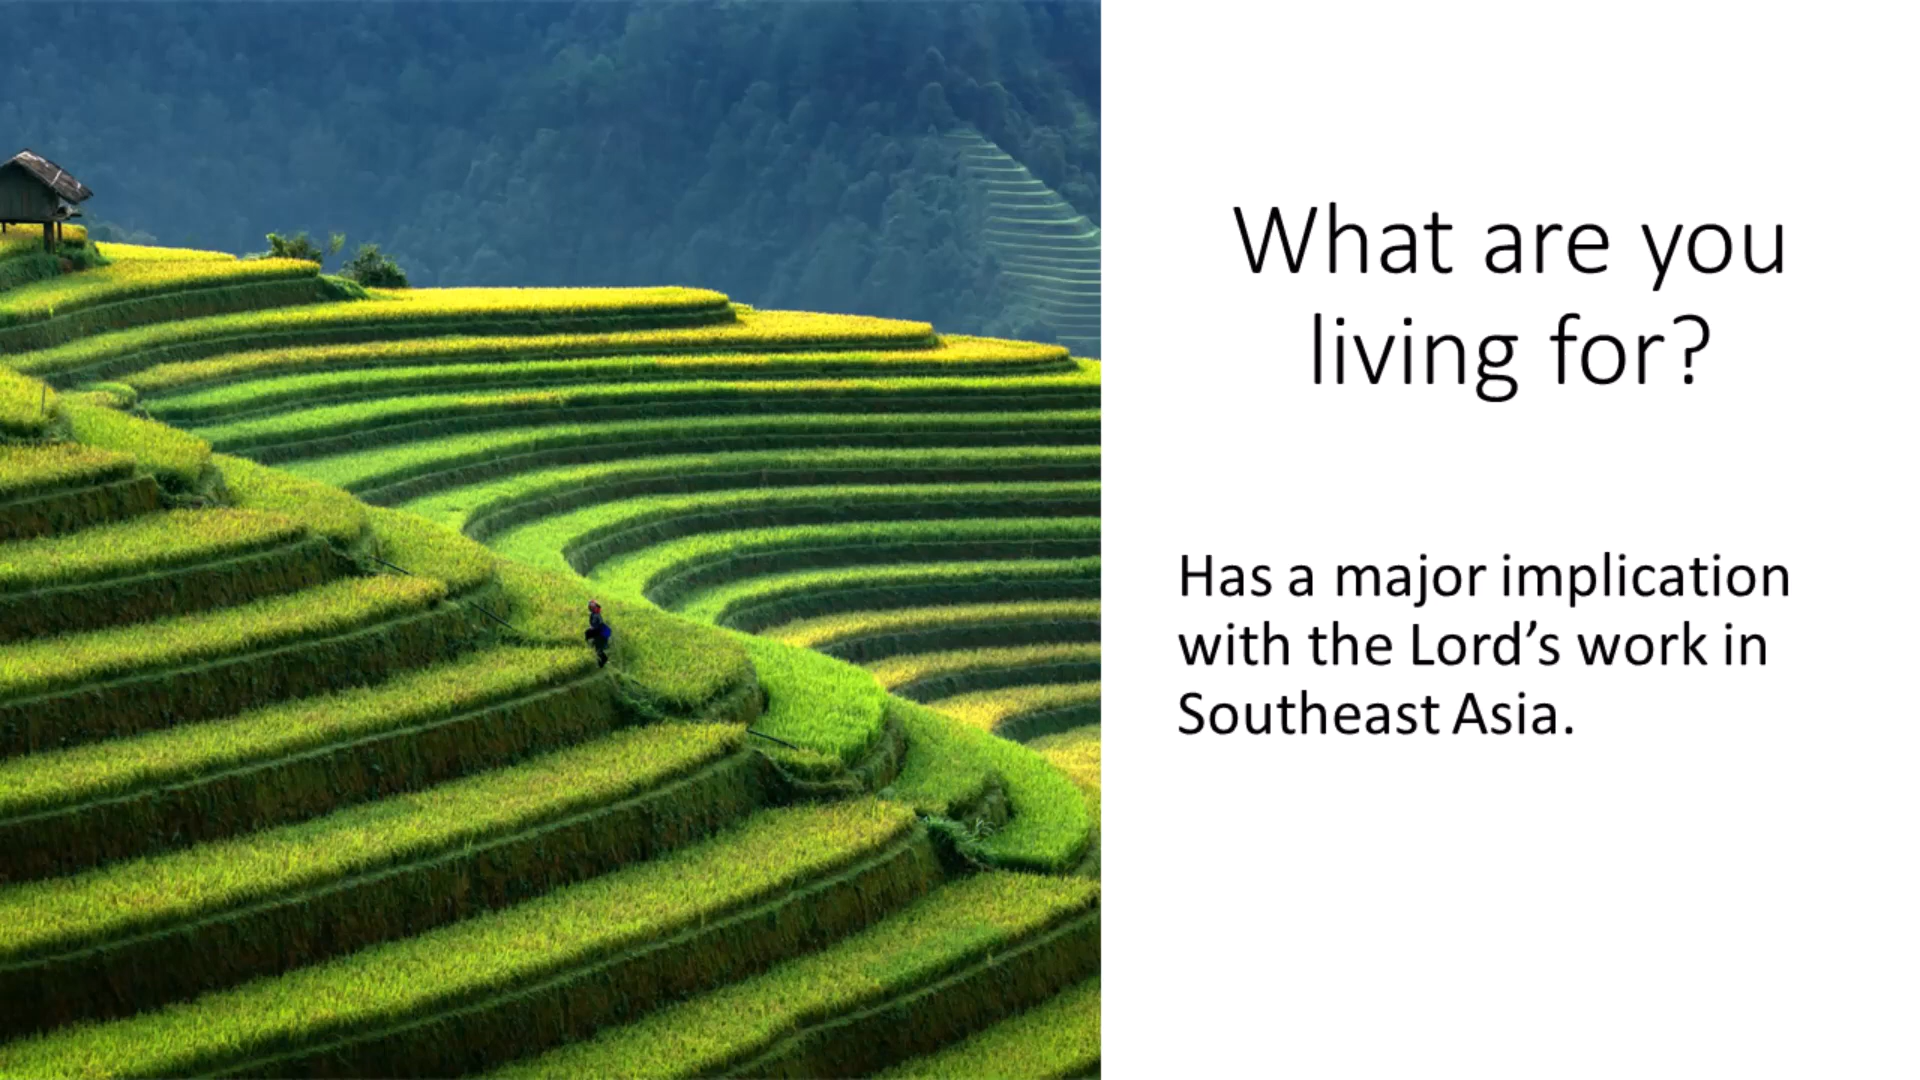 What are you
living for?
Has a major implication
with the Lord’s work in
Southeast Asia.